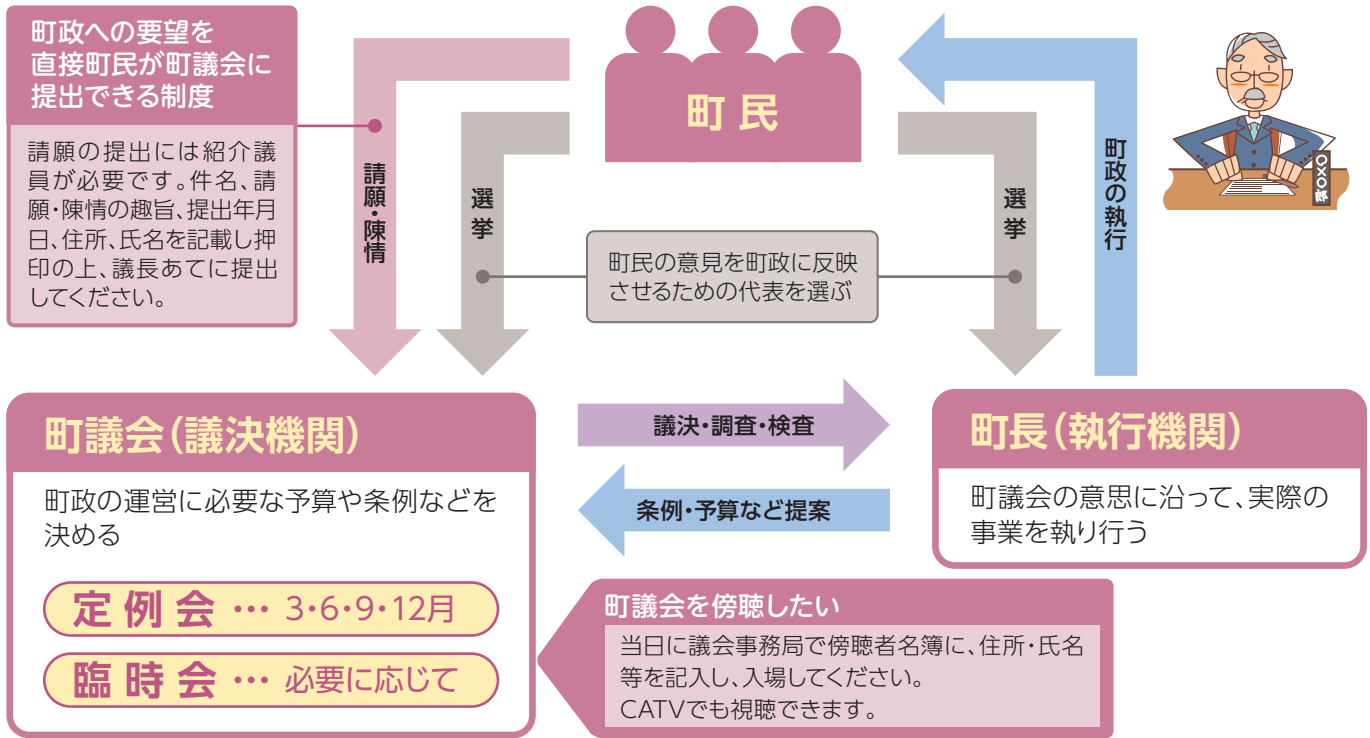 町政への要望を
直接町民が町議会に
提出できる制度
請願の提出には紹介議
員が必要です。件名、請
願・陳情の趣旨、提出年月
日、住所、氏名を記載し押
印の上、議長あてに提出
してください。
町民
請願・陳情
選挙
選挙
町政の執行
〇×〇郎
町民の意見を町政に反映
させるための代表を選ぶ
町議会(議決機関)
町政の運営に必要な予算や条例などを
決める
定例会 … 3・6・9・12月
臨時会 … 必要に応じて
議決・調査・検査
条例・予算など提案
町長(執行機関)
町議会の意思に沿って、実際の
事業を執り行う
町議会を傍聴したい
当日に議会事務局で傍聴者名簿に、住所・氏名
等を記入し、入場してください。
CATVでも視聴できます。